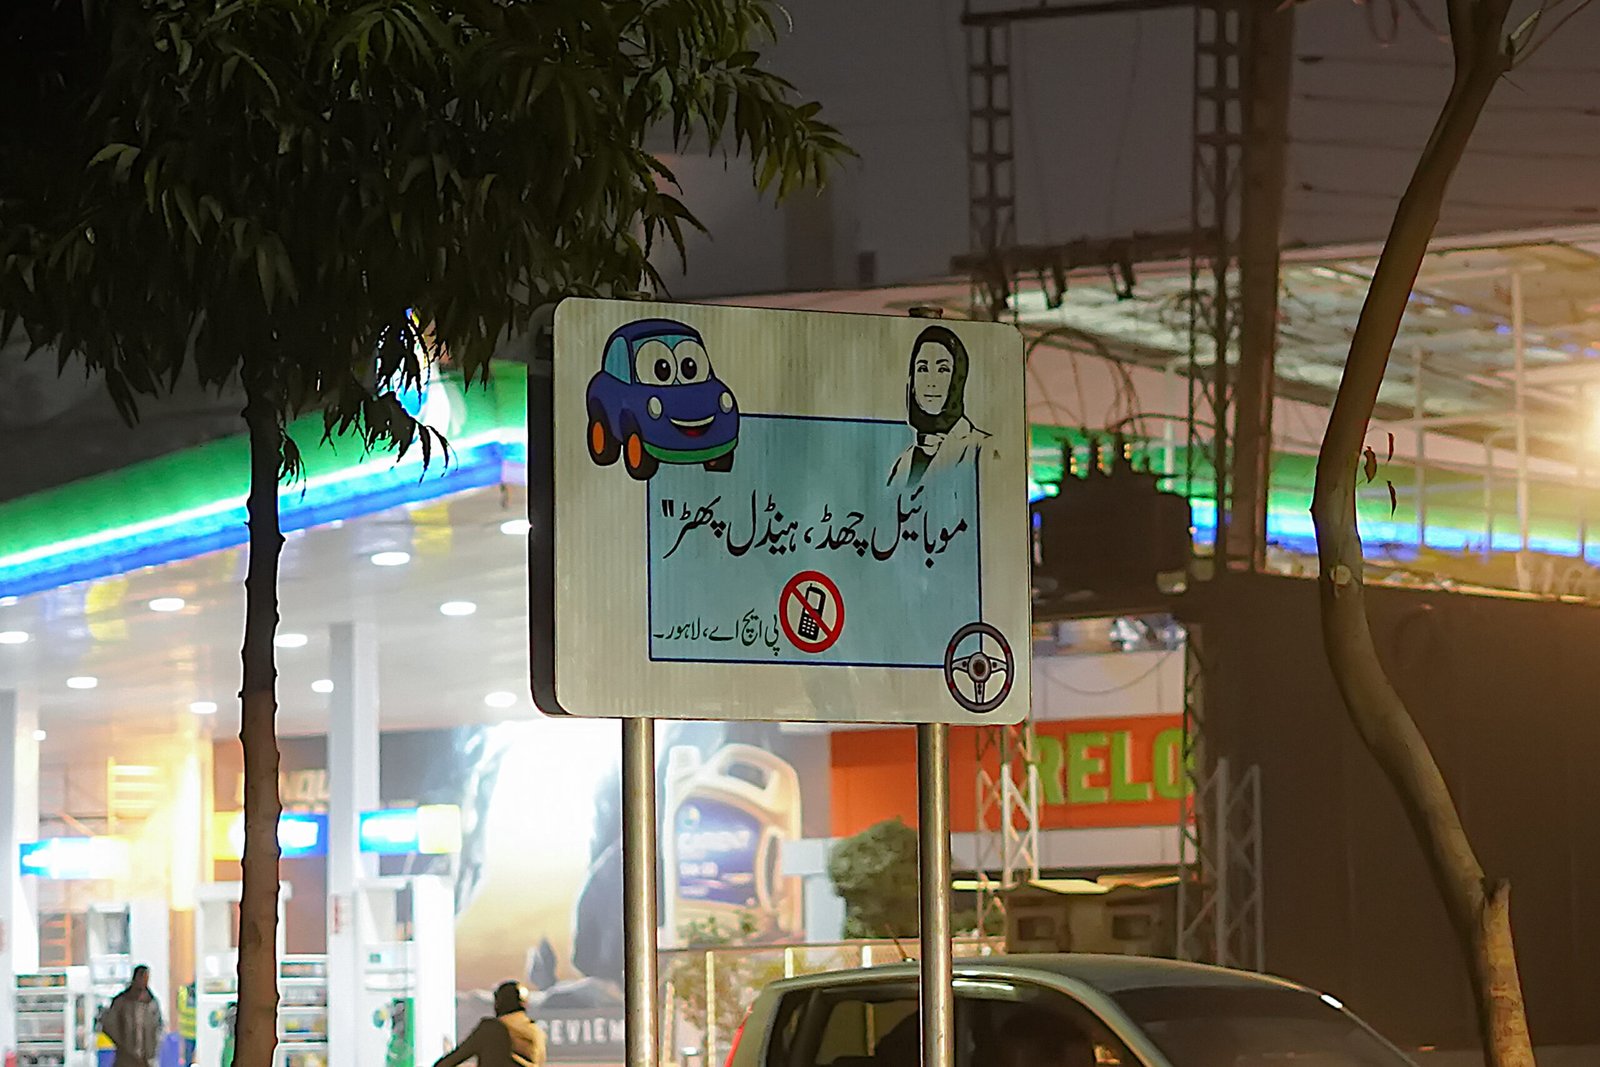 موبائیل چھڈ، ہینڈل پھڑ"
پی ایچ اے، لاہور۔
RELO